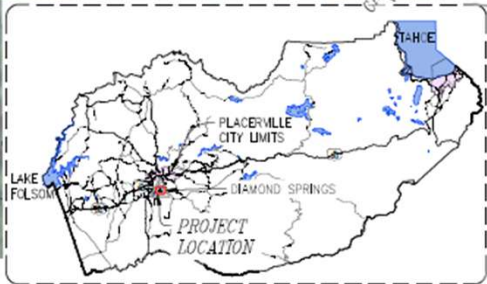 TAHOE
PLACERVILLE
CITY LIMITS
LAKE
FOLSOM
DIAMOND SPRINGS
PROJECT
LOCATION